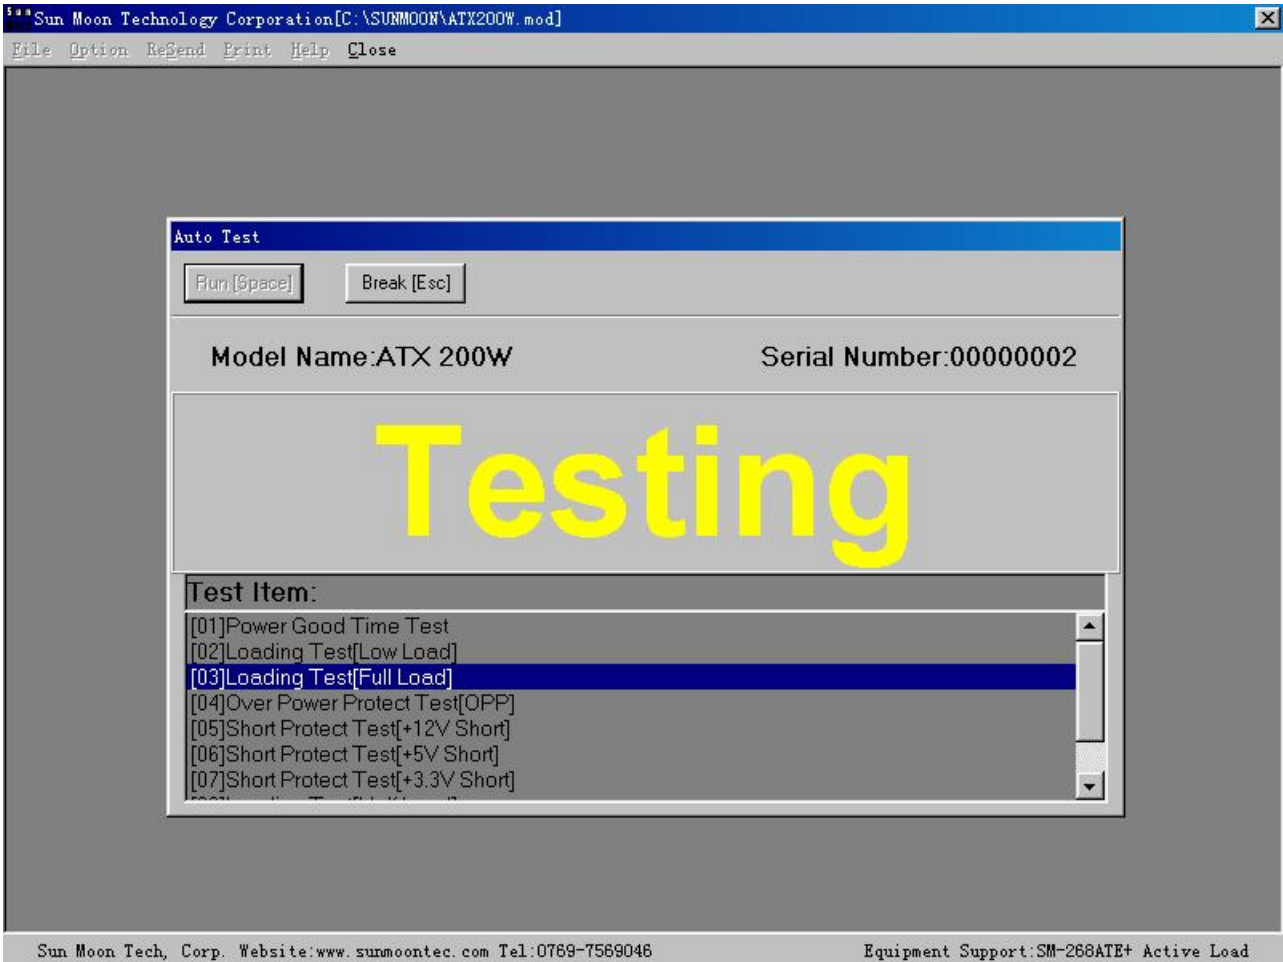 Sun Moon Technology Corporation[C:\SUNMOON\ATX200W.mod]
File Option ReSend Print Help Close
Auto Test
Run [Space] Break [Esc]
Model Name:ATX 200W Serial Number:00000002
Testing
Test Item:
[01]Power Good Time Test
[02]Loading Test[Low Load]
[03]Loading Test[Full Load]
[04]Over Power Protect Test[OPP]
[05]Short Protect Test[+12V Short]
[06]Short Protect Test[+5V Short]
[07]Short Protect Test[+3.3V Short]
Sun Moon Tech, Corp. Website:www.sunmoontec.com Tel:0769-7569046 Equipment Support:SM-268ATE+ Active Load